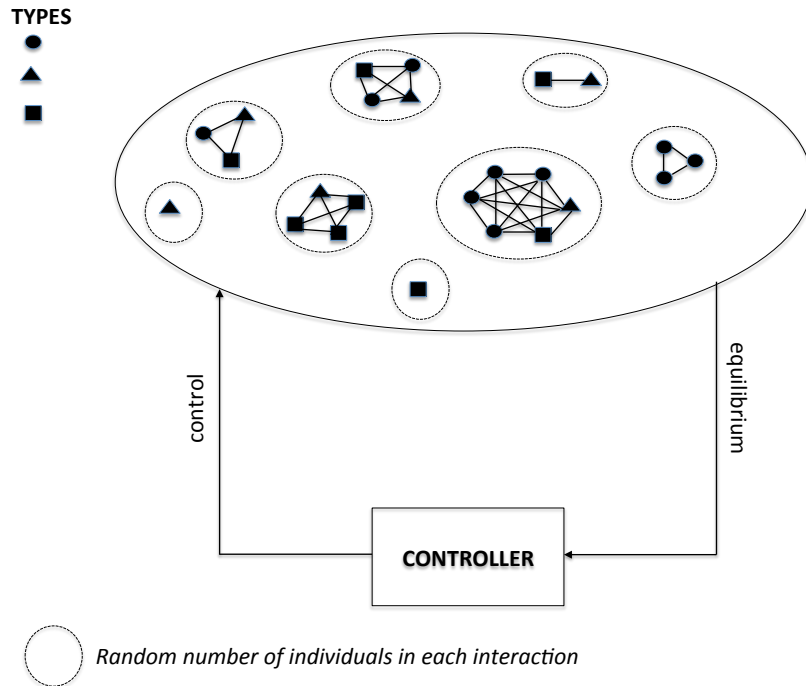 TYPES
control
equilibrium
CONTROLLER
Random number of individuals in each interaction